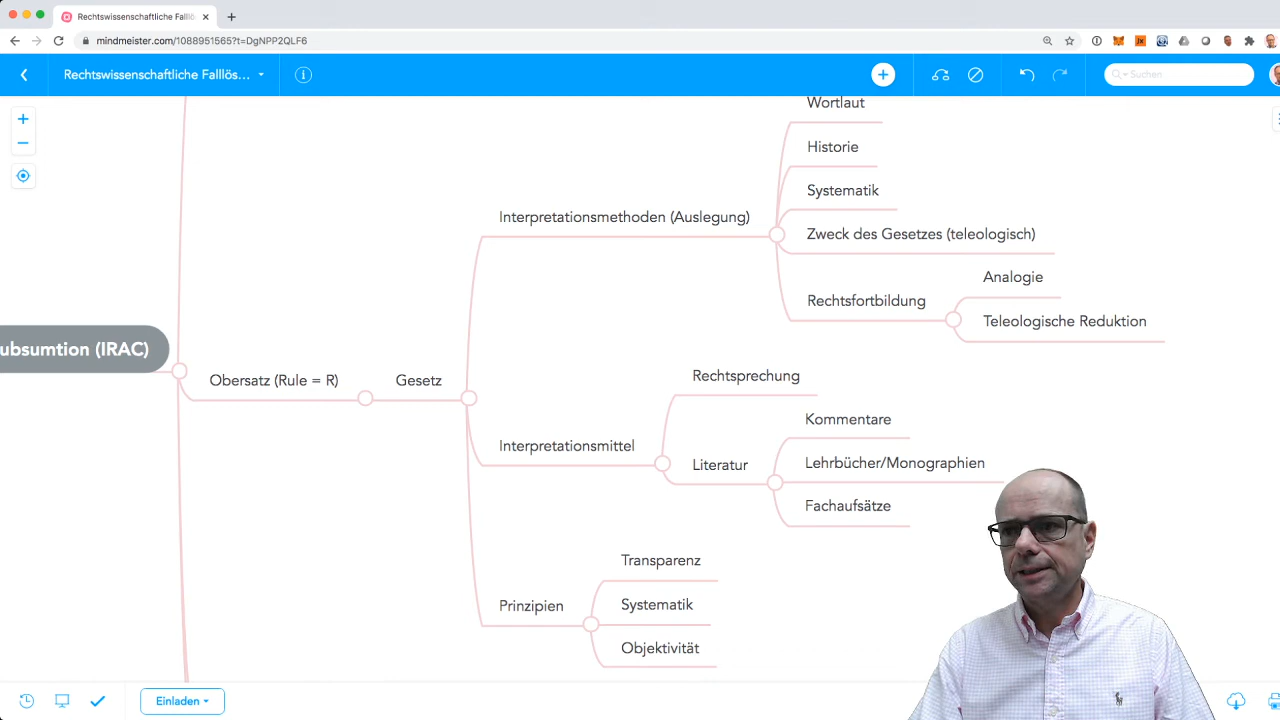 Rechtswissenschaftliche Falllö
mindmeister.com/1088951565?t=DgNPP2QLF6
Rechtswissenschaftliche Falllös...
Suchen
Wortlaut
Historie
Interpretationsmethoden (Auslegung)
Systematik
Zweck des Gesetzes (teleologisch)
Analogie
Rechtsfortbildung
Teleologische Reduktion
ubsumtion (IRAC)
Obersatz (Rule = R)
Gesetz
Rechtsprechung
Kommentare
Interpretationsmittel
Literatur
Lehrbücher/Monographien
Fachaufsätze
Transparenz
Prinzipien
Systematik
Objektivität
Einladen